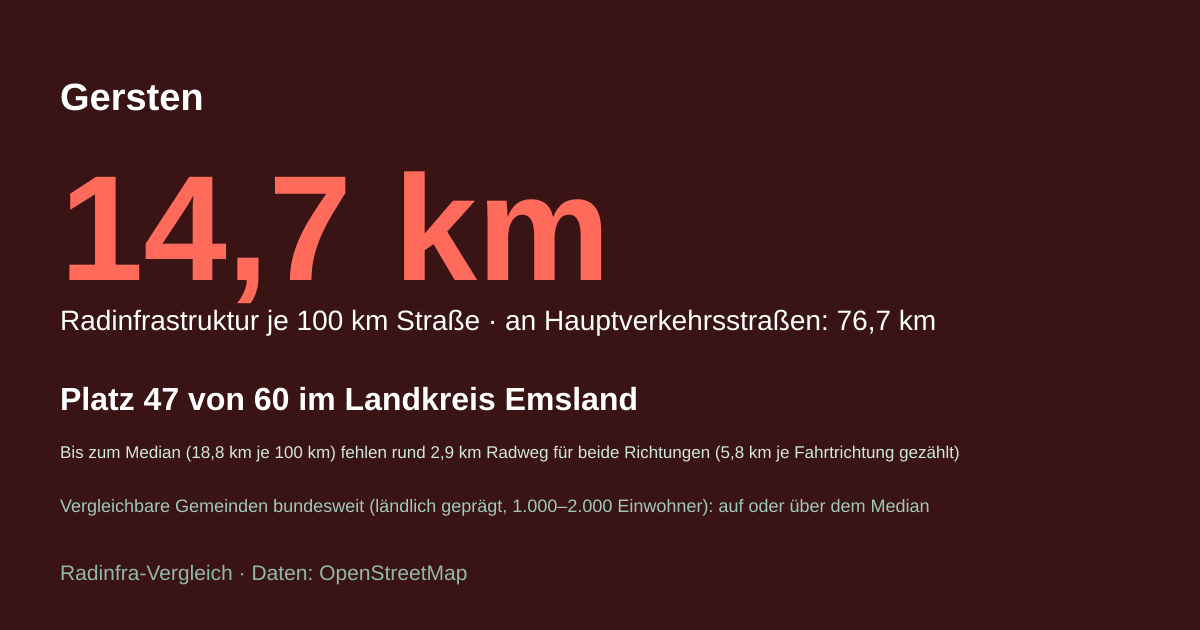 Gersten
14,7 km
Radinfrastruktur je 100 km Straße · an Hauptverkehrsstraßen: 76,7 km
Platz 47 von 60 im Landkreis Emsland
Bis zum Median (18,8 km je 100 km) fehlen rund 2,9 km Radweg für beide Richtungen (5,8 km je Fahrtrichtung gezählt)
Vergleichbare Gemeinden bundesweit (ländlich geprägt, 1.000–2.000 Einwohner): auf oder über dem Median
Radinfra-Vergleich · Daten: OpenStreetMap